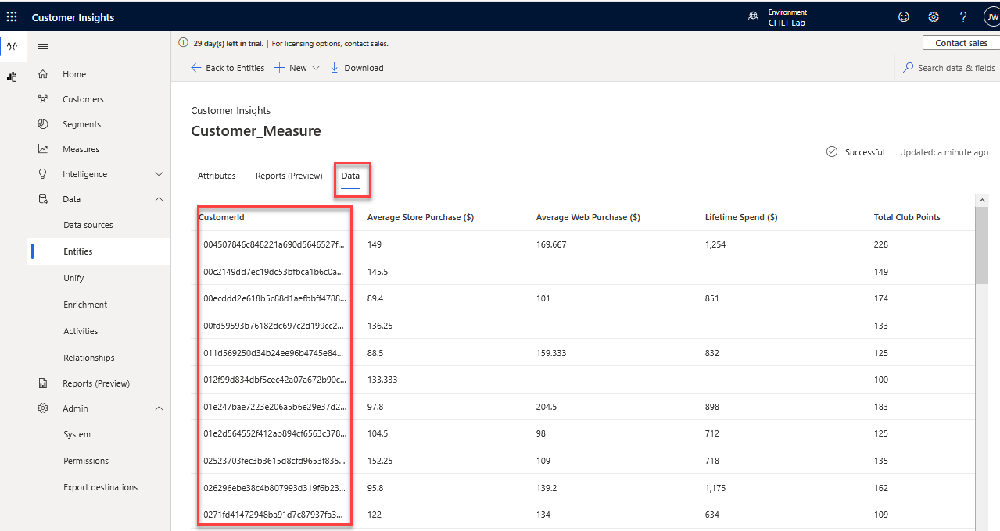 Customer Insights
Environment
CI ILT Lab
?
JW
29 day(s) left in trial. | For licensing options, contact sales.
Contact sales
Back to Entities
New
Download
Search data & fields
Home
Customers
Segments
Measures
Intelligence
Data
Data sources
Entities
Unify
Enrichment
Activities
Relationships
Reports (Preview)
Admin
System
Permissions
Export destinations
Customer Insights
Customer_Measure
Successful
Updated: a minute ago
Attributes Reports (Preview) Data
CustomerId Average Store Purchase ($) Average Web Purchase ($) Lifetime Spend ($) Total Club Points
004507846c848221a690d5646527f... 149 169.667 1,254 228
00c2149dd7ec19dc53bfbca1b6c0a... 145.5 149
00ecddd2e618b5c88d1aefbbff4788... 89.4 101 851 174
00fd59593b76182dc697c2d199cc2... 136.25 133
011d569250d34b24ee96b4745e84... 88.5 159.333 832 125
012f99d834dbf5cec42a07a672b90c... 133.333 100
01e247bae7223e206a5b6e29e37d2... 97.8 204.5 898 183
01e2d564552f412ab894cf6563c378... 104.5 98 712 125
02523703fec3b3615d8cfd9653f835... 152.25 109 718 135
026296ebe38c4b807993d319f6b23... 95.8 139.2 1,175 162
0271fd41472948ba91d7c87937fa3... 122 134 634 109